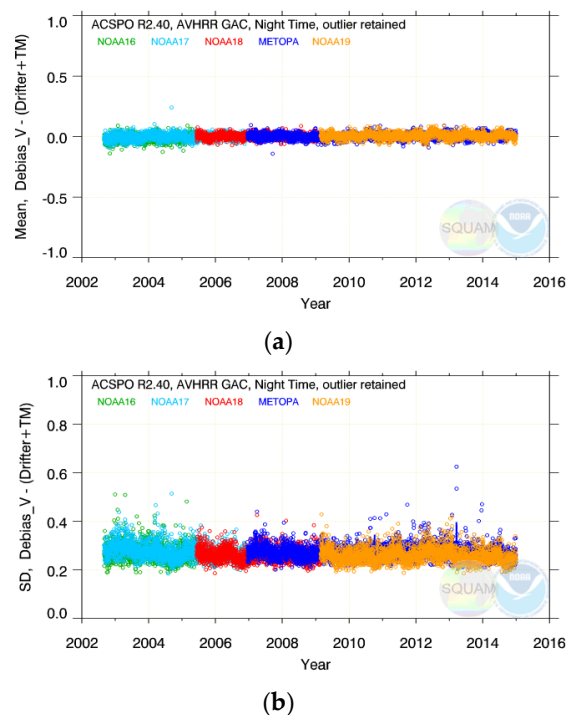 ACSPO R2.40, AVHRR GAC, Night Time, outlier retained
NOAA16 NOAA17 NOAA18 METOPA NOAA19
Mean, Debias_V - (Drifter+TM)
1.0
0.5
0.0
-0.5
-1.0
SQUAM NOAA
2002 2004 2006 2008 2010 2012 2014 2016
Year
(a)
ACSPO R2.40, AVHRR GAC, Night Time, outlier retained
NOAA16 NOAA17 NOAA18 METOPA NOAA19
SD, Debias_V - (Drifter+TM)
1.0
0.8
0.6
0.4
0.2
0.0
SQUAM NOAA
2002 2004 2006 2008 2010 2012 2014 2016
Year
(b)